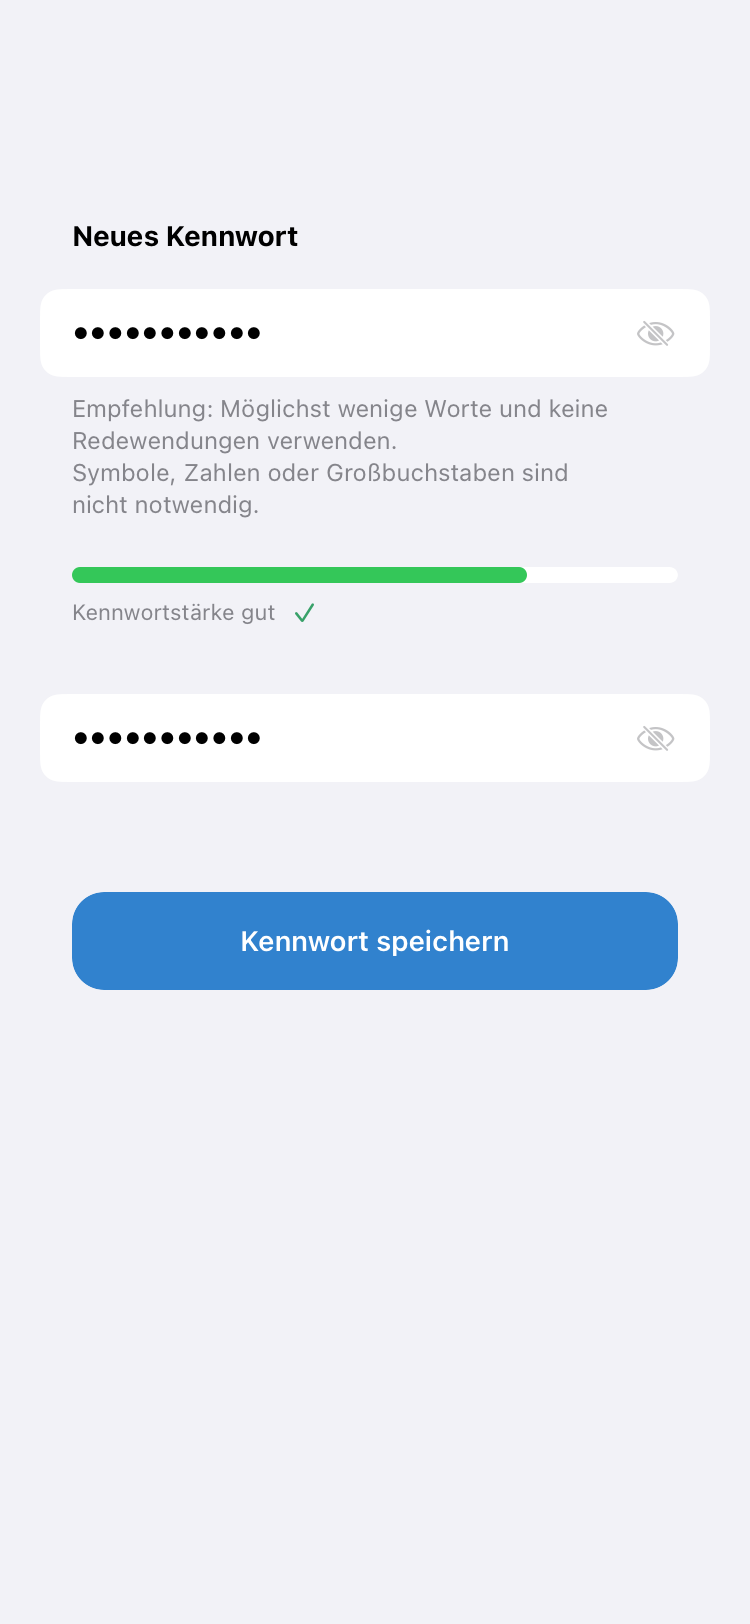 Neues Kennwort
•••••••••••
Empfehlung: Möglichst wenige Worte und keine
Redewendungen verwenden.
Symbole, Zahlen oder Großbuchstaben sind
nicht notwendig.
Kennwortstärke gut
•••••••••••
Kennwort speichern